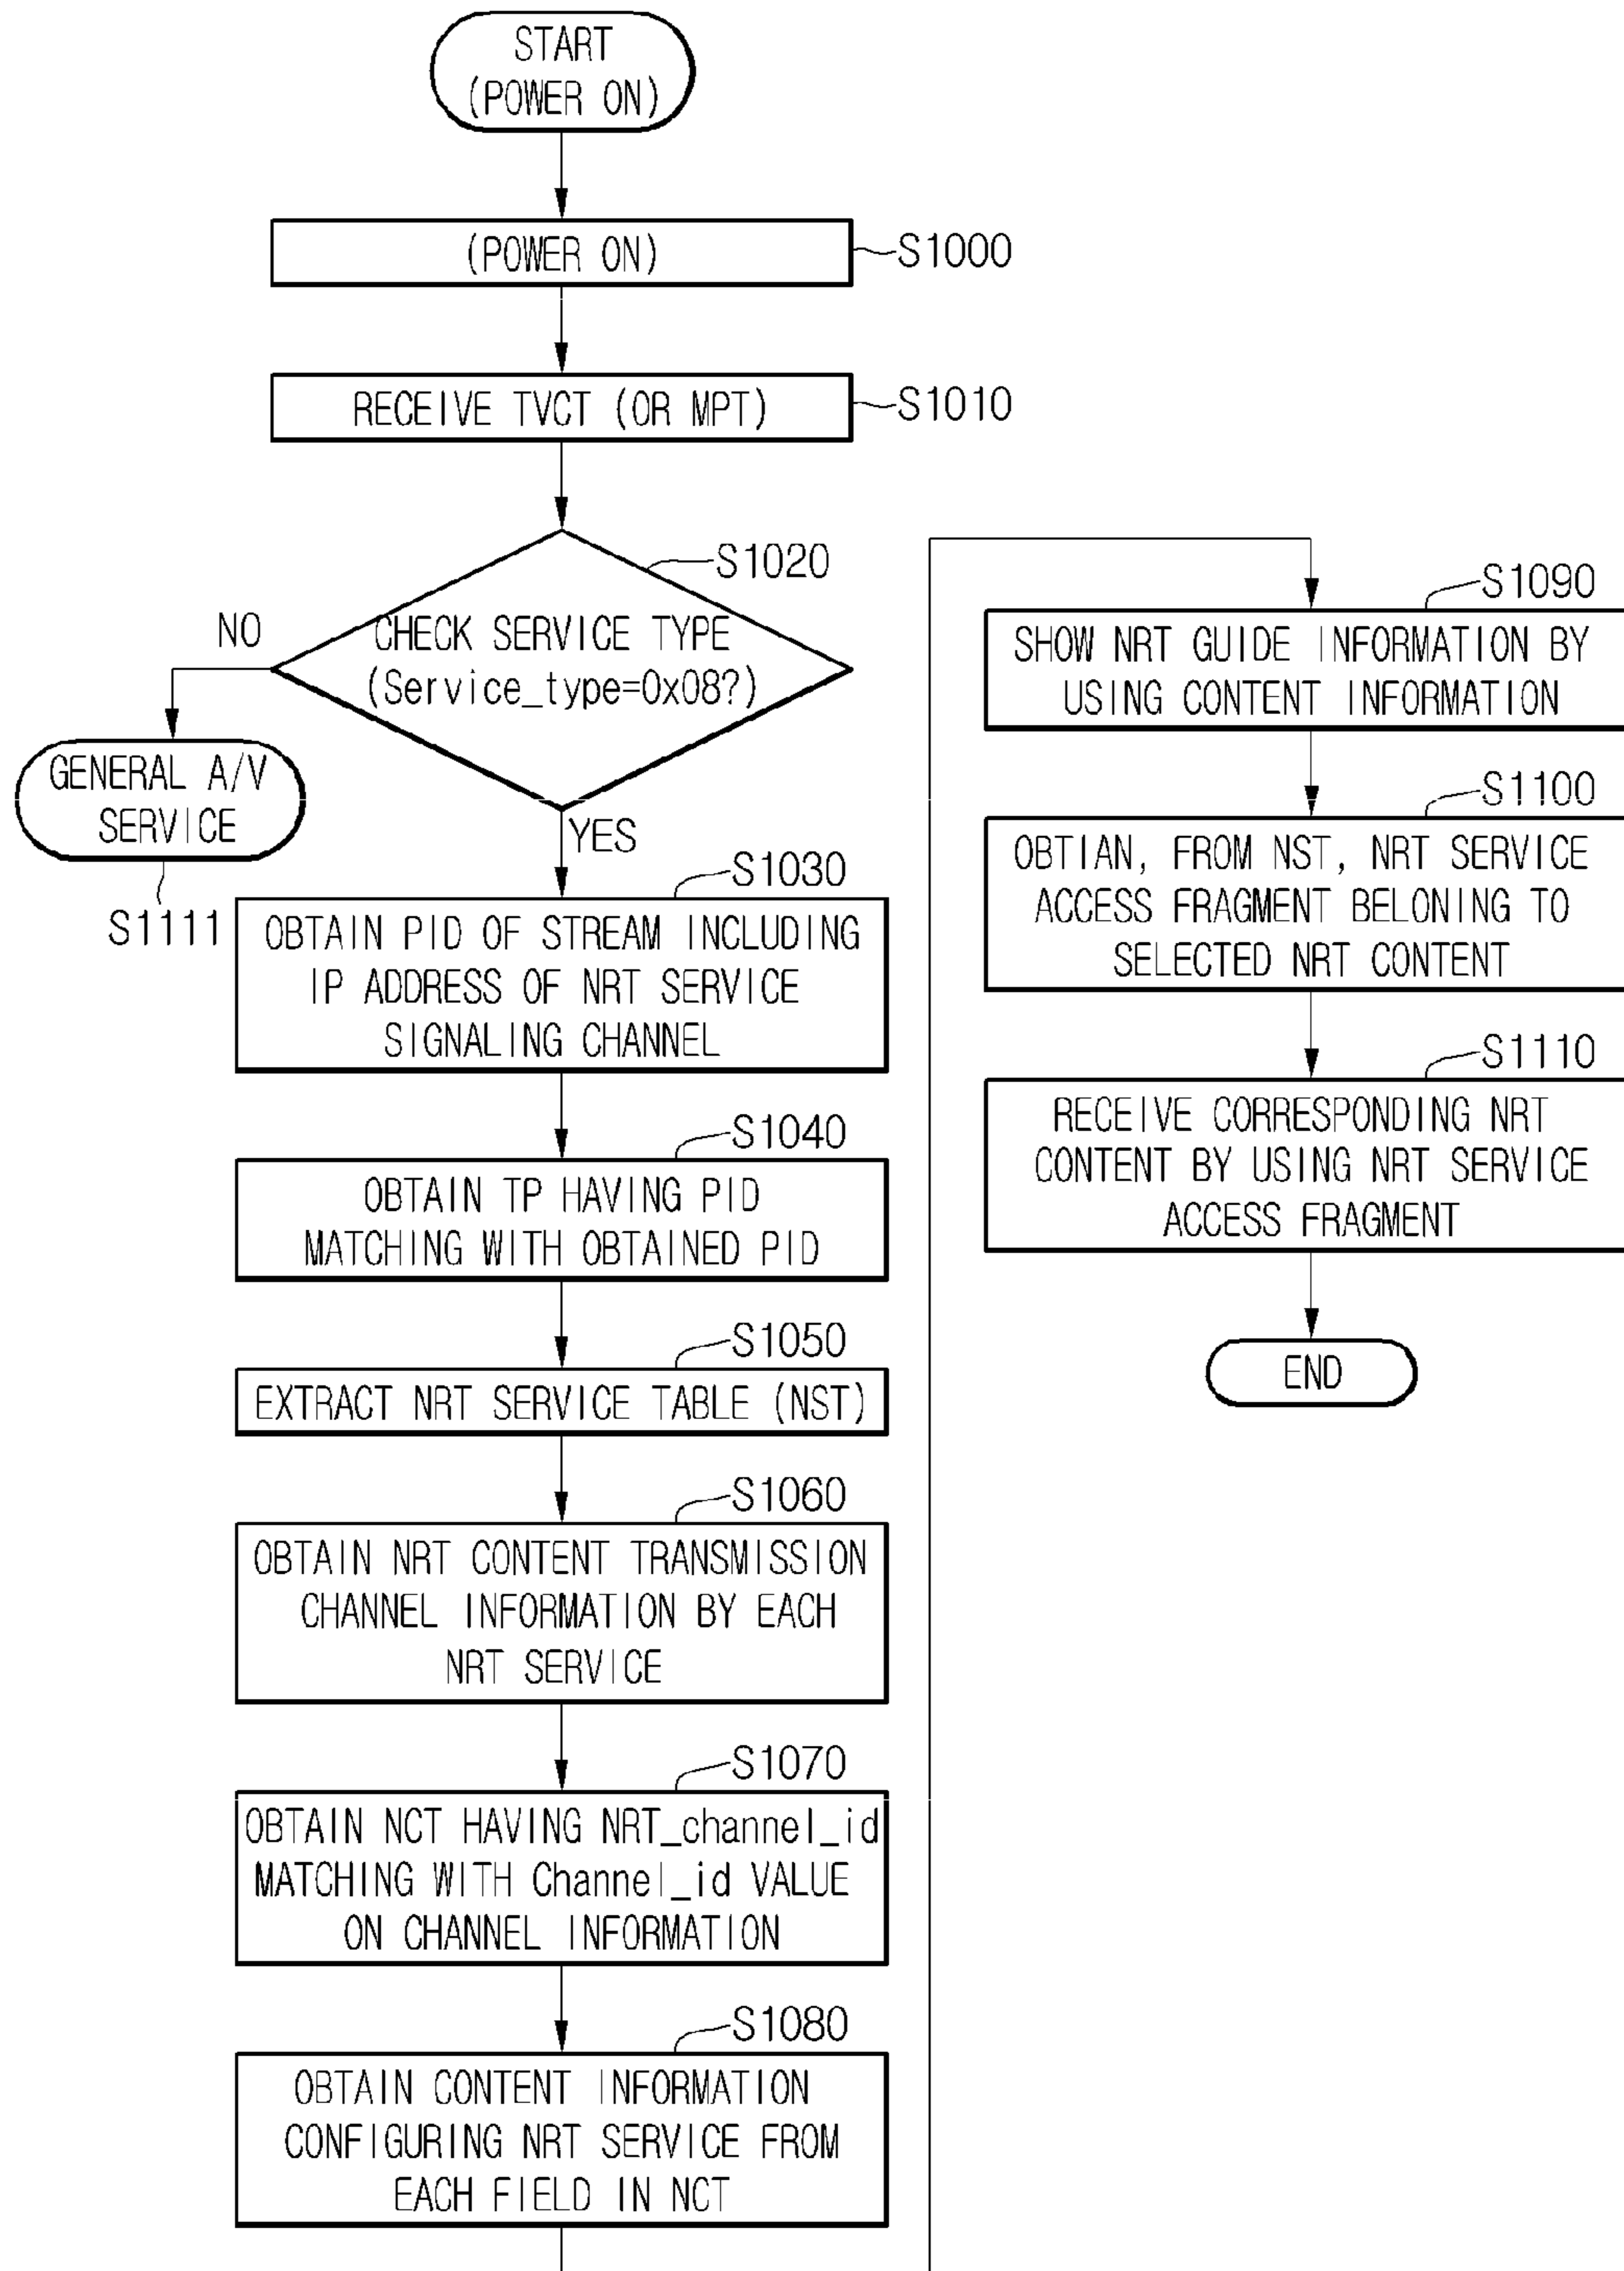 START
(POWER ON)
(POWER ON)
S1000
RECEIVE TVCT (OR MPT)
S1010
S1020
CHECK SERVICE TYPE
(Service_type=0x08?)
NO
GENERAL A/V
SERVICE
S1111
YES
S1030
OBTAIN PID OF STREAM INCLUDING
IP ADDRESS OF NRT SERVICE
SIGNALING CHANNEL
S1040
OBTAIN TP HAVING PID
MATCHING WITH OBTAINED PID
S1050
EXTRACT NRT SERVICE TABLE (NST)
S1060
OBTAIN NRT CONTENT TRANSMISSION
CHANNEL INFORMATION BY EACH
NRT SERVICE
S1070
OBTAIN NCT HAVING NRT_channel_id
MATCHING WITH Channel_id VALUE
ON CHANNEL INFORMATION
S1080
OBTAIN CONTENT INFORMATION
CONFIGURING NRT SERVICE FROM
EACH FIELD IN NCT
S1090
SHOW NRT GUIDE INFORMATION BY
USING CONTENT INFORMATION
S1100
OBTIAN, FROM NST, NRT SERVICE
ACCESS FRAGMENT BELONING TO
SELECTED NRT CONTENT
S1110
RECEIVE CORRESPONDING NRT
CONTENT BY USING NRT SERVICE
ACCESS FRAGMENT
END